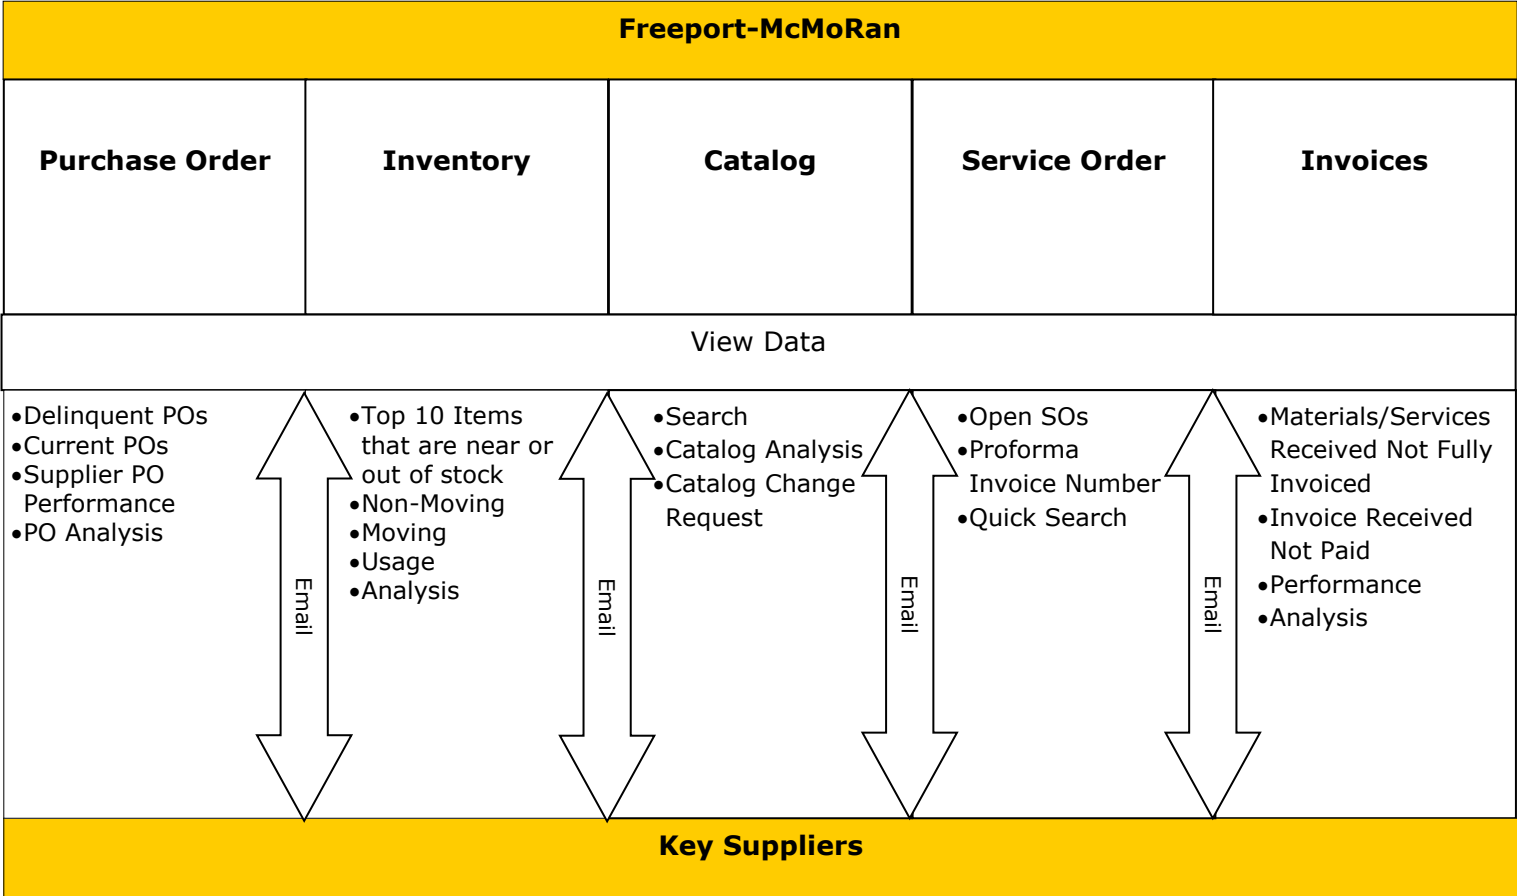 Freeport-McMoRan
Purchase Order
Inventory
Catalog
Service Order
Invoices
View Data
•Delinquent POs
•Current POs
•Supplier PO
Performance
•PO Analysis
Email
•Top 10 Items
that are near or
out of stock
•Non-Moving
•Moving
•Usage
•Analysis
Email
•Search
•Catalog Analysis
•Catalog Change
Request
Email
•Open SOs
•Proforma
Invoice Number
•Quick Search
Email
•Materials/Services
Received Not Fully
Invoiced
•Invoice Received
Not Paid
•Performance
•Analysis
Key Suppliers